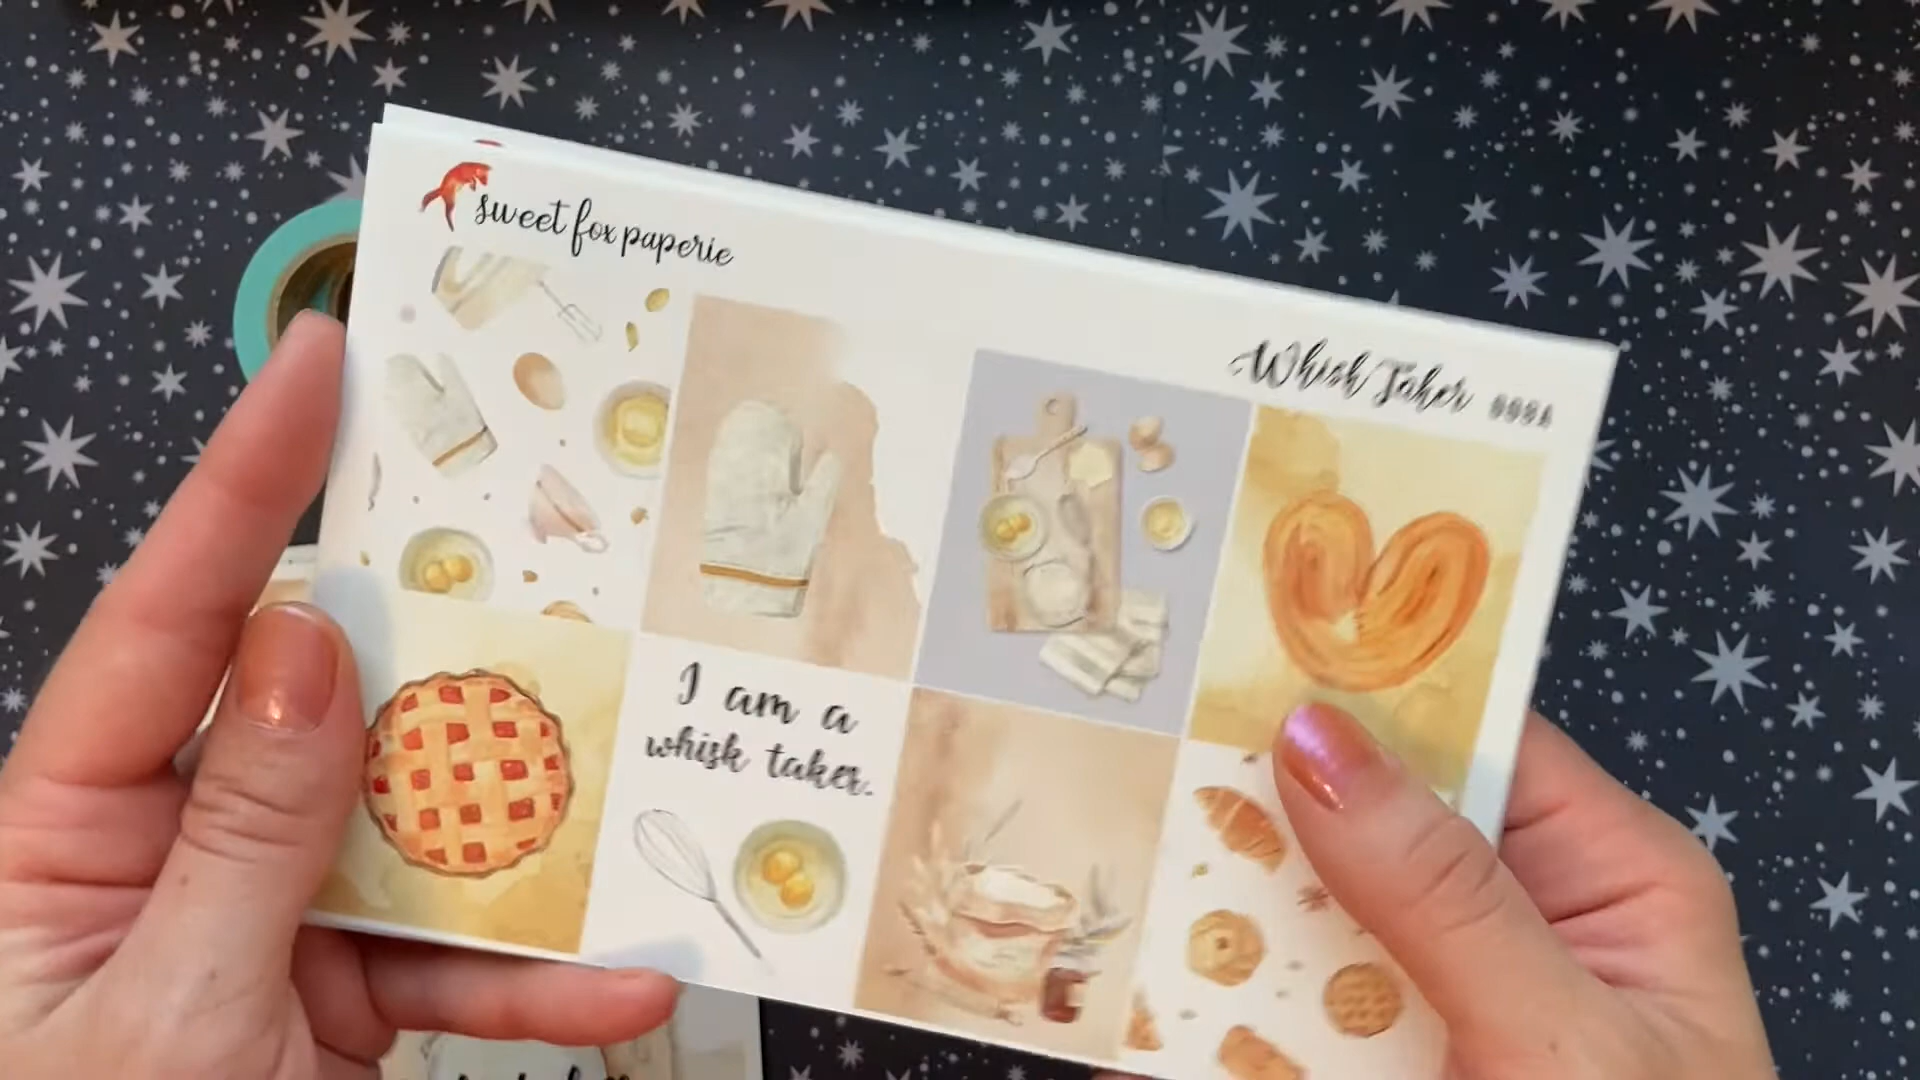 sweet fox paperie
Whisk Taker
I am a
whisk taker.